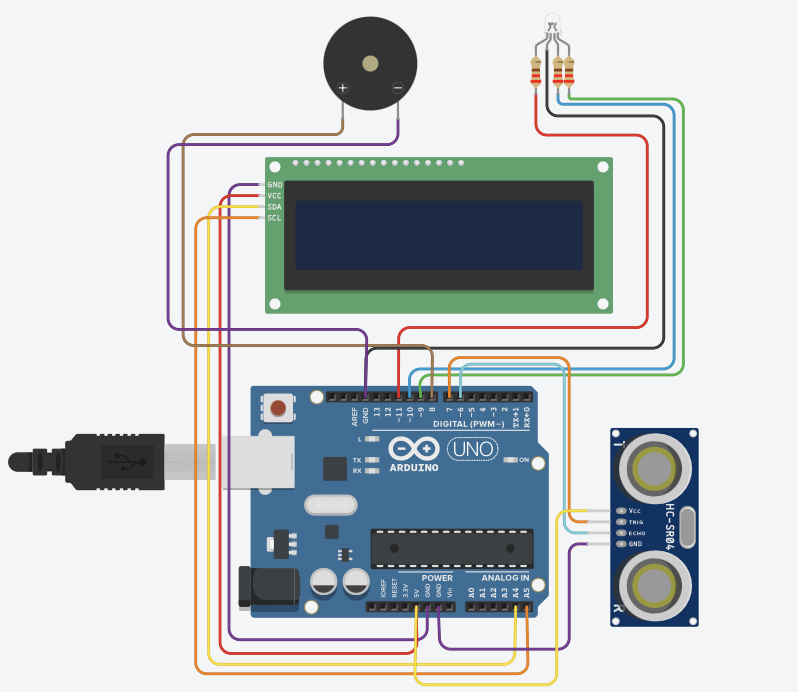 + −
GND
VCC
SDA
SCL
AREF
GND
13
12
~11
~10
~9
8
7
~6
~5
~4
~3
2
TX→1
RX←0
DIGITAL (PWM~)
L
TX
RX
ARDUINO
UNO
ON
T
Vcc
TRIG
ECHO
GND
HC-SR04
R
POWER
ANALOG IN
IOREF
RESET
3.3V
5V
GND
GND
Vin
A0
A1
A2
A3
A4
A5